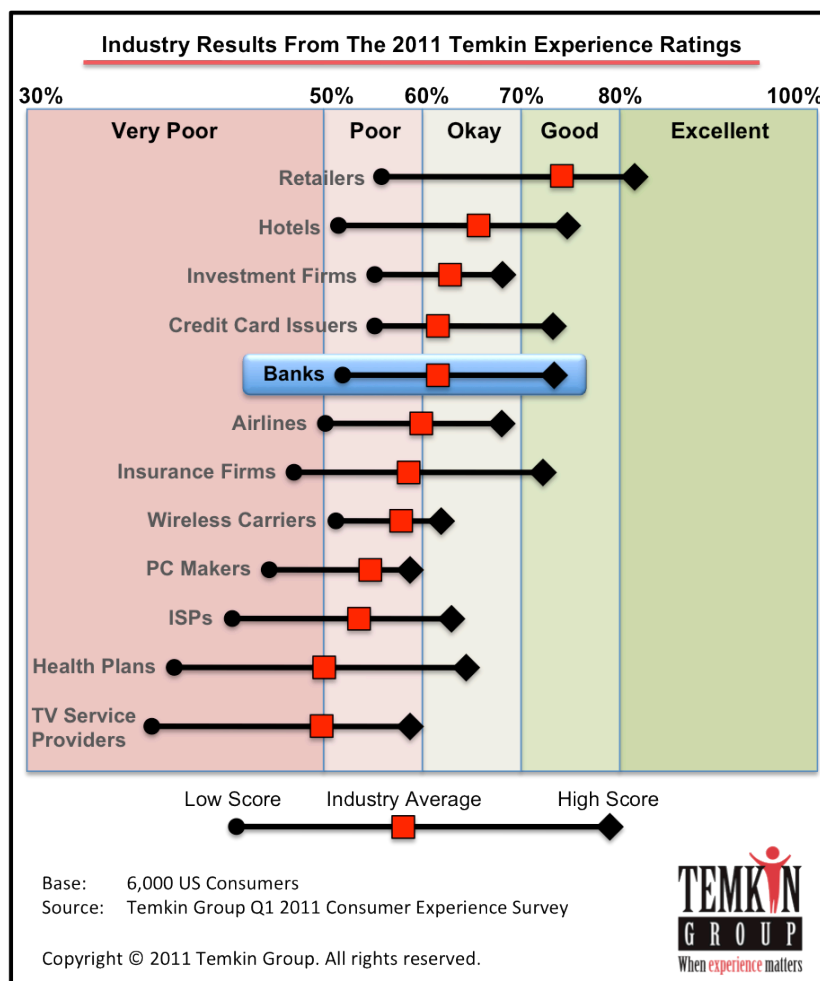 Industry Results From The 2011 Temkin Experience Ratings
30% 50% 60% 70% 80% 100%
Very Poor Poor Okay Good Excellent
Retailers
Hotels
Investment Firms
Credit Card Issuers
Banks
Airlines
Insurance Firms
Wireless Carriers
PC Makers
ISPs
Health Plans
TV Service
Providers
Low Score Industry Average High Score
Base: 6,000 US Consumers
Source: Temkin Group Q1 2011 Consumer Experience Survey
Copyright © 2011 Temkin Group. All rights reserved.
TEMKIN
GROUP
When experience matters